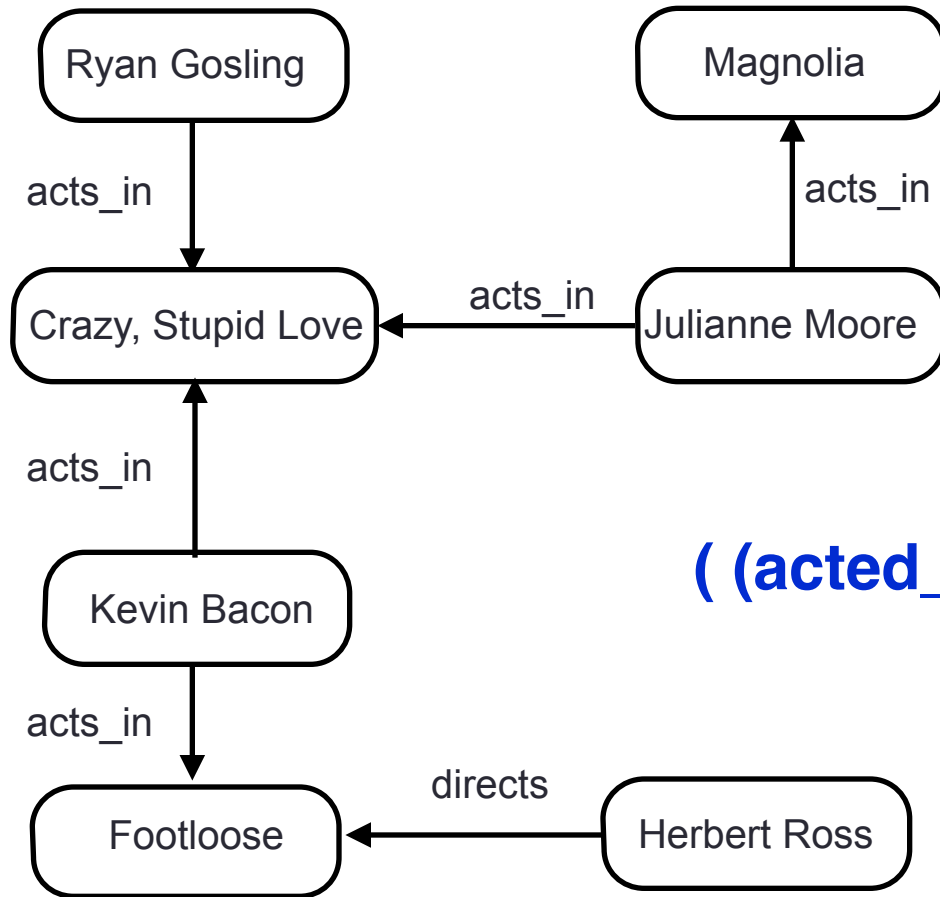 Ryan Gosling
Magnolia
acts_in
acts_in
Crazy, Stupid Love
acts_in
Julianne Moore
acts_in
( (acted_
Kevin Bacon
acts_in
directs
Footloose
Herbert Ross